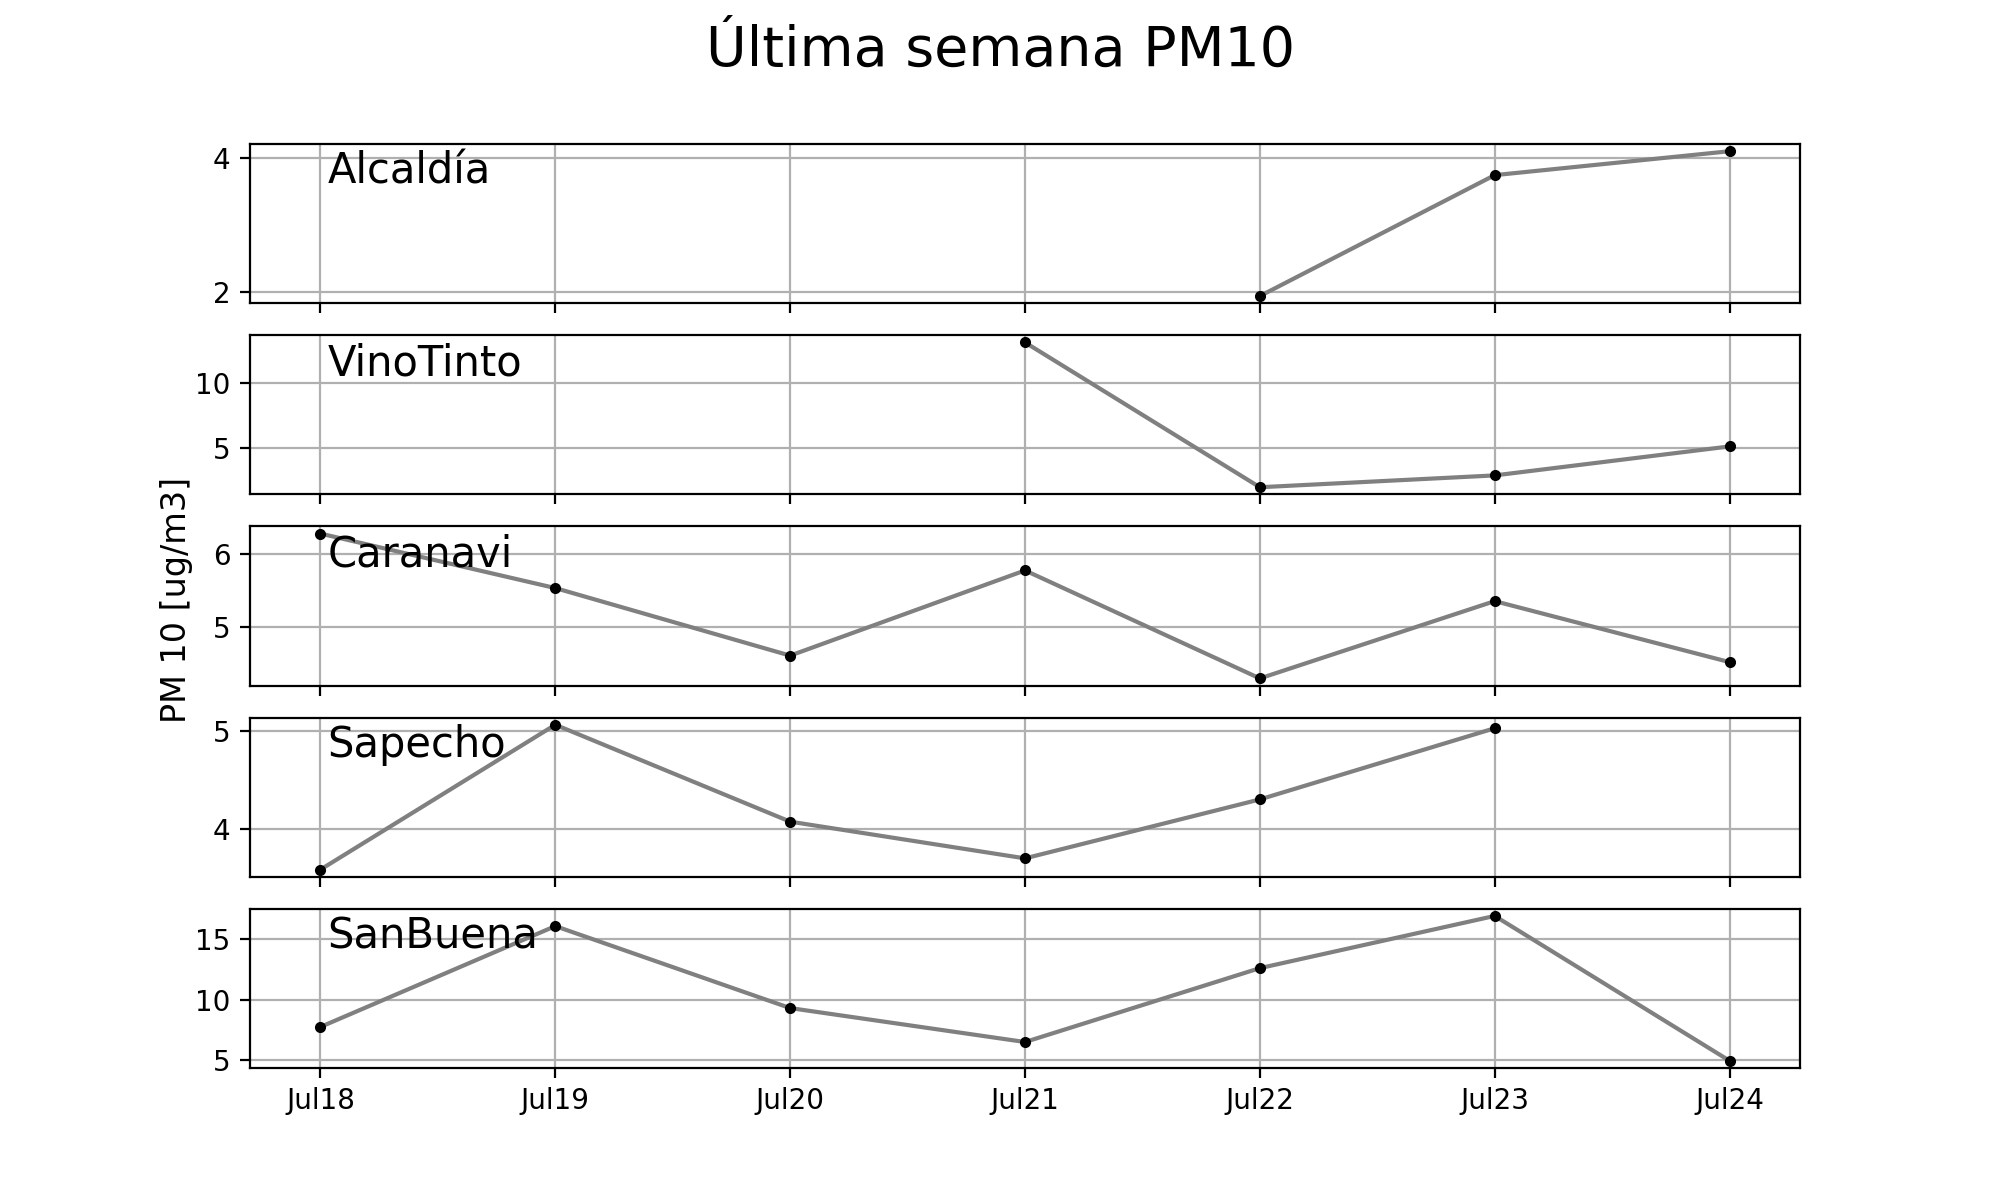 Última semana PM10
Alcaldía
4
2
VinoTinto
10
5
PM 10 [ug/m3]
Caranavi
6
5
Sapecho
5
4
SanBuena
15
10
5
Jul18 Jul19 Jul20 Jul21 Jul22 Jul23 Jul24